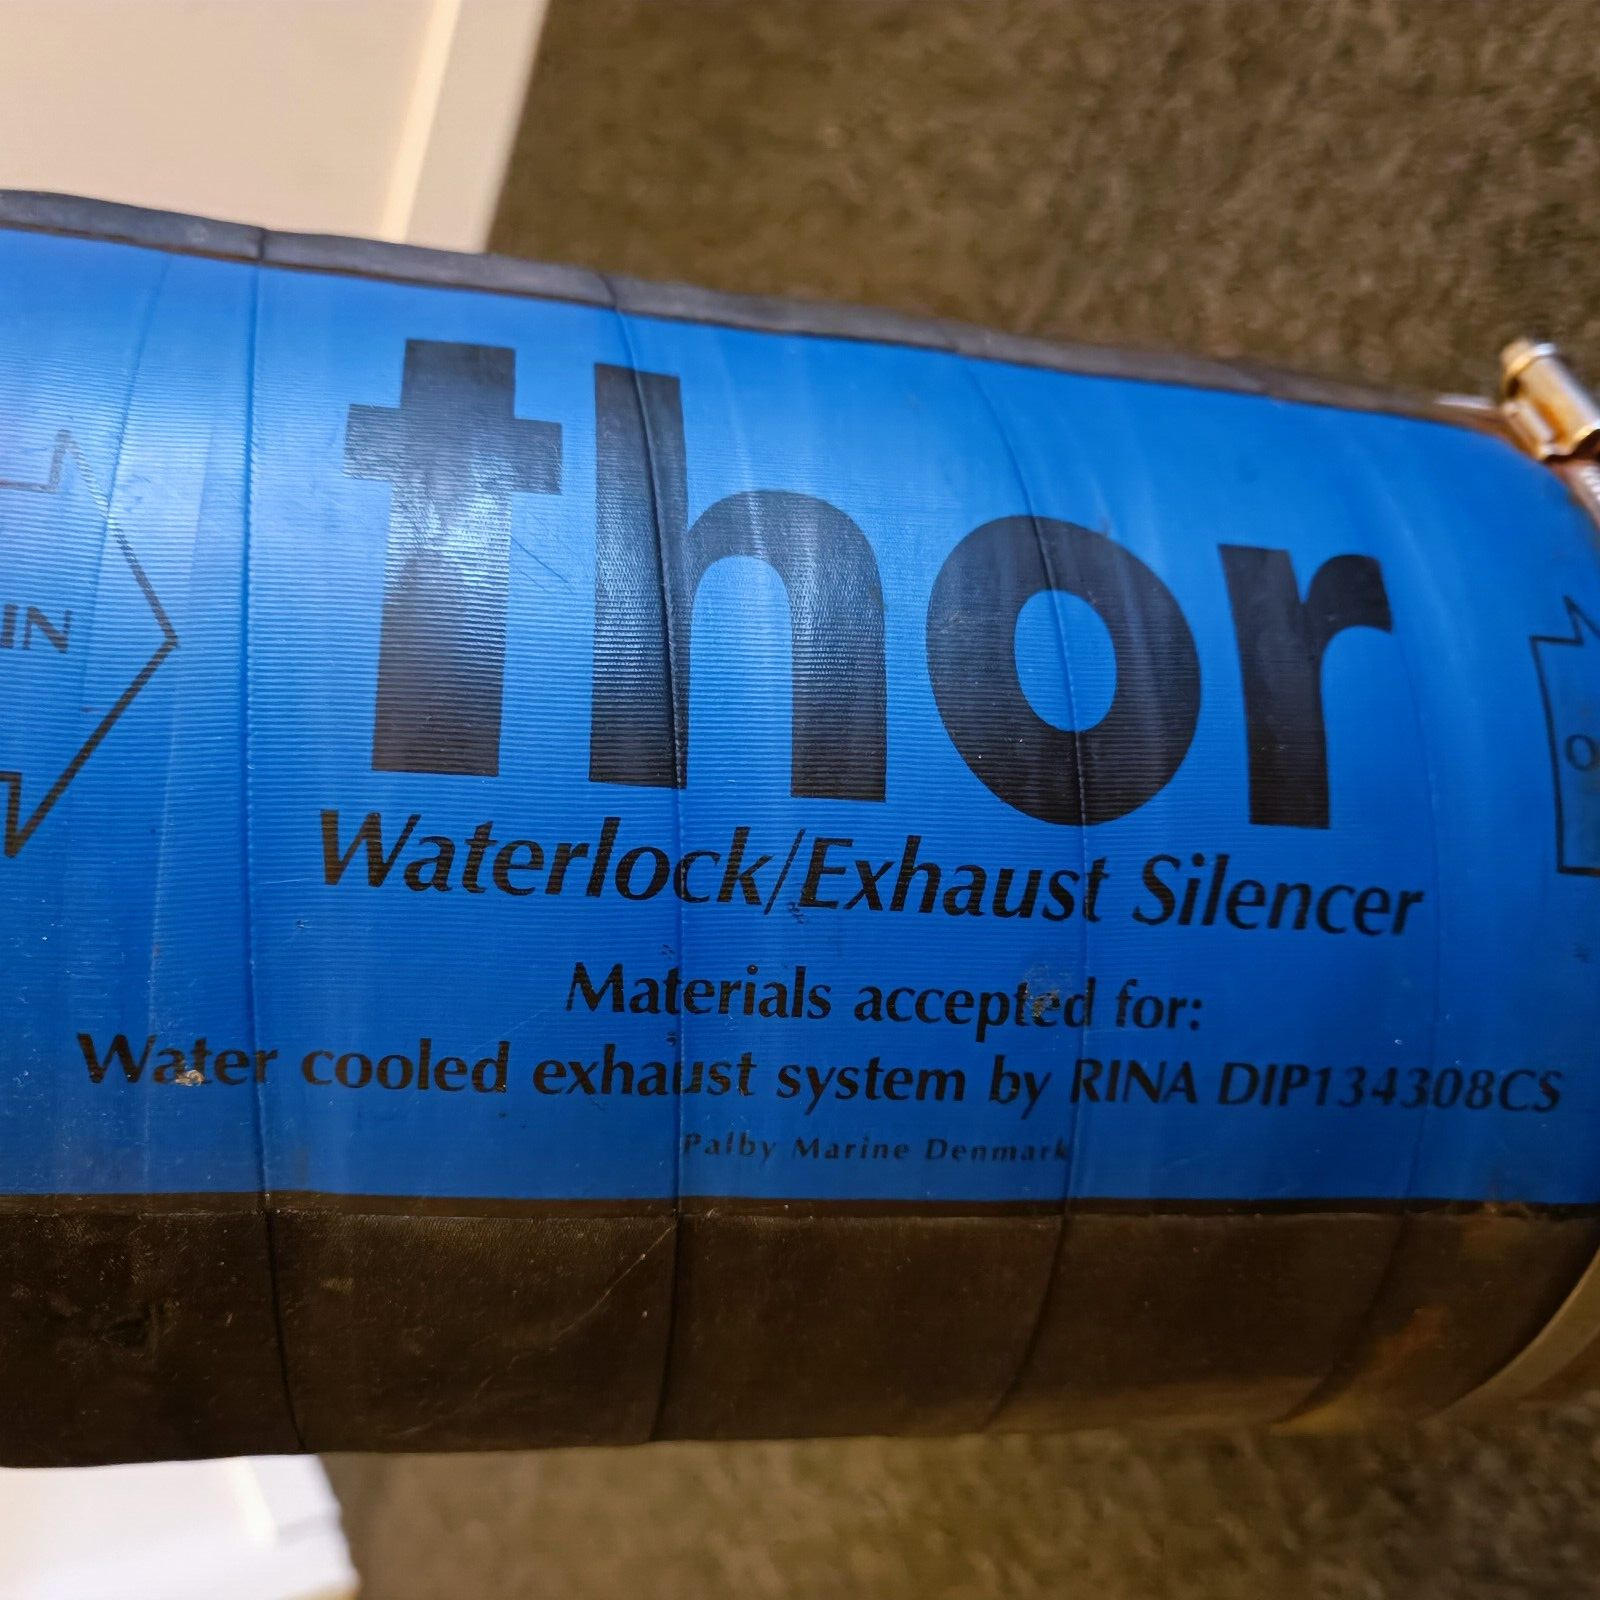 IN
thor
Waterlock/Exhaust Silencer
Materials accepted for:
Water cooled exhaust system by RINA DIP134308CS
Palby Marine Denmark